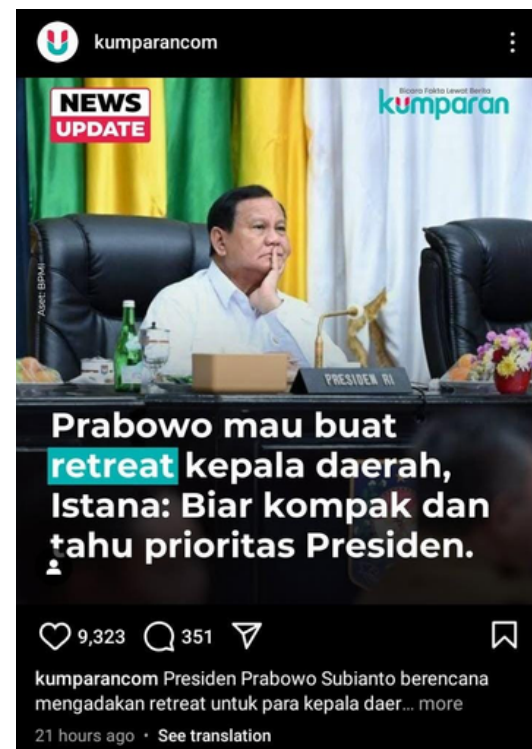 kumparancom
NEWS
UPDATE
Bicara Fakta Lewat Berita
kumparan
Aset: BPMI
PRESIDEN RI
Prabowo mau buat
retreat kepala daerah,
Istana: Biar kompak dan
tahu prioritas Presiden.
9,323 351
kumparancom Presiden Prabowo Subianto berencana
mengadakan retreat untuk para kepala daer... more
21 hours ago • See translation